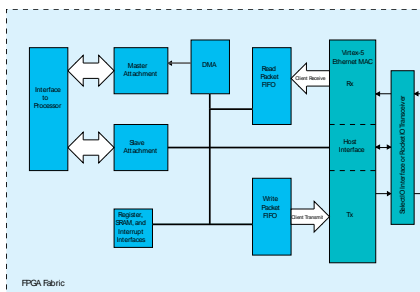 Interface
to
Processor
Master
Attachment
DMA
Read
Packet
FIFO
Client Receive
Virtex-5
Ethernet MAC
Rx
Slave
Attachment
Host
Interface
Register,
SRAM, and
Interrupt
Interfaces
Write
Packet
FIFO
Client Transmit
Tx
SelectIO Interface or RocketIO Transceiver
FPGA Fabric